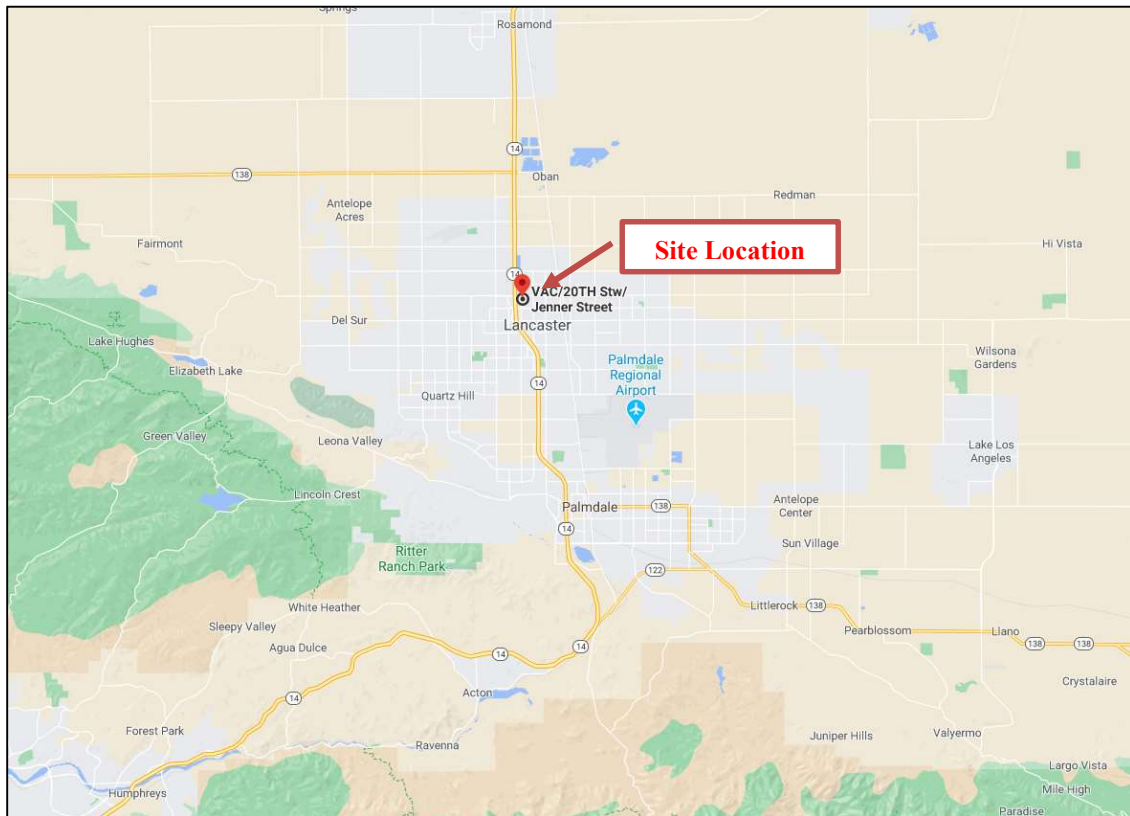 Springs
Rosamond
14
14
138
Oban
Redman
Antelope
Acres
Fairmont
Site Location
Hi Vista
14
VAC/20TH Stw/
Jenner Street
Lancaster
Del Sur
Lake Hughes
Elizabeth Lake
Palmdale
Regional
Airport
Wilsona
Gardens
14
Quartz Hill
Green Valley
Leona Valley
Lake Los
Angeles
Lincoln Crest
Palmdale
138
Antelope
Center
14
Sun Village
Ritter
Ranch Park
122
White Heather
Littlerock
138
Sleepy Valley
Pearblossom
Llano
138
138
Agua Dulce
14
14
Crystalaire
Acton
14
Forest Park
Ravenna
Juniper Hills
Valyermo
Largo Vista
Humphreys
Mile High
Paradise